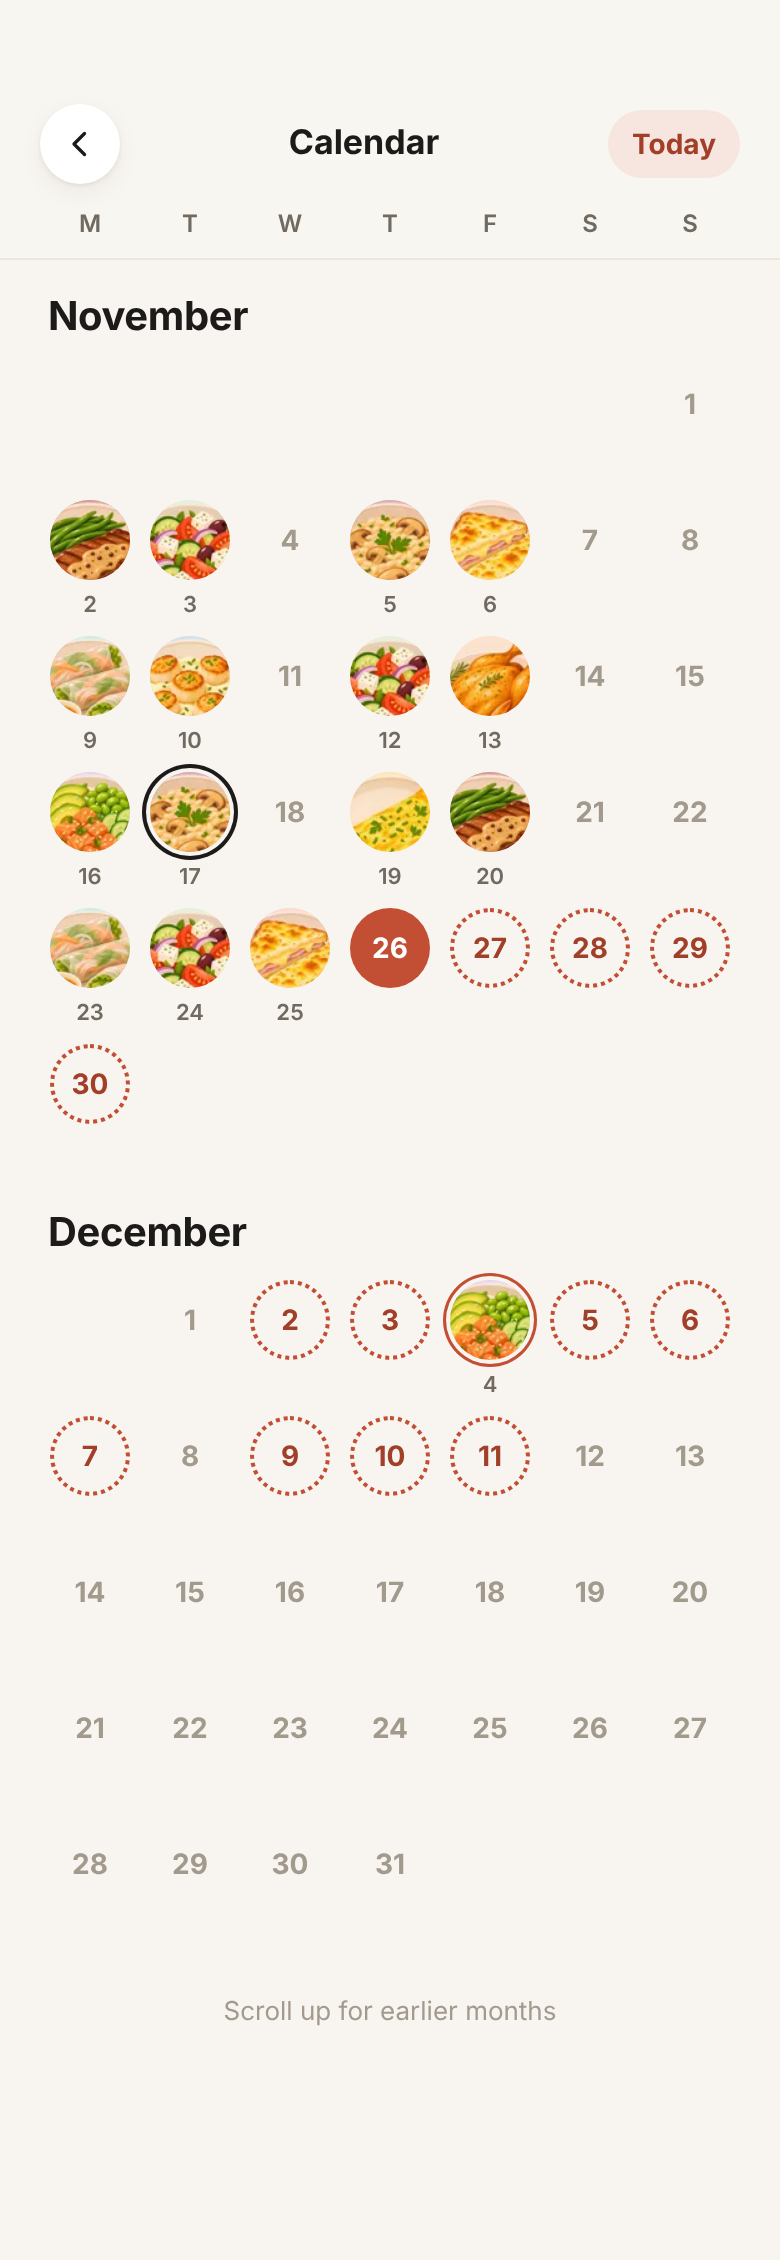 Calendar
Today
M T W T F S S
November
1
4 7 8
2 3 5 6
11 14 15
9 10 12 13
18 21 22
16 17 19 20
26 27 28 29
23 24 25
30
December
1 2 3 5 6
4
7 8 9 10 11 12 13
14 15 16 17 18 19 20
21 22 23 24 25 26 27
28 29 30 31
Scroll up for earlier months